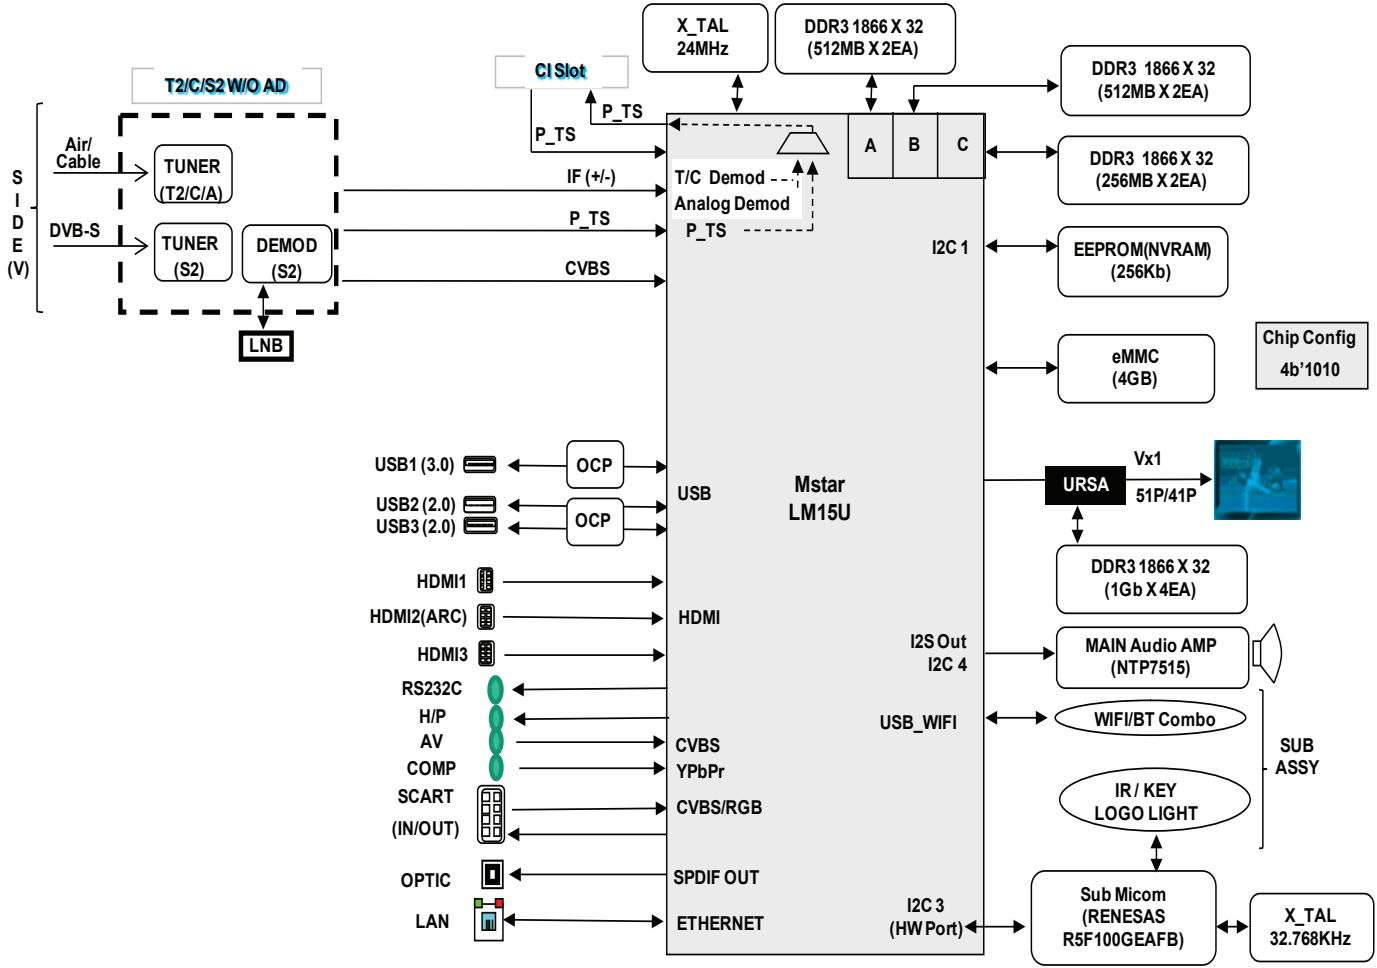 X_TAL
24MHz
DDR3 1866 X 32
(512MB X 2EA)
CI Slot
DDR3 1866 X 32
(512MB X 2EA)
T2/C/S2 W/O AD
P_TS
P_TS
Air/
Cable
TUNER
(T2/C/A)
A
B
C
DDR3 1866 X 32
(256MB X 2EA)
IF (+/-)
T/C Demod
Analog Demod
P_TS
S
I
D
E
(V)
DVB-S
TUNER
(S2)
DEMOD
(S2)
P_TS
I2C 1
EEPROM(NVRAM)
(256Kb)
CVBS
LNB
Chip Config
4b'1010
eMMC
(4GB)
USB1 (3.0)
OCP
USB2 (2.0)
USB3 (2.0)
OCP
USB
Mstar
LM15U
URSA
Vx1
51P/41P
DDR3 1866 X 32
(1Gb X 4EA)
HDMI1
HDMI2(ARC)
HDMI
HDMI3
I2S Out
I2C 4
MAIN Audio AMP
(NTP7515)
RS232C
H/P
AV
CVBS
COMP
YPbPr
USB_WIFI
WIFI/BT Combo
SUB
ASSY
SCART
(IN/OUT)
CVBS/RGB
IR / KEY
LOGO LIGHT
OPTIC
SPDIF OUT
LAN
ETHERNET
I2C 3
(HW Port)
Sub Micom
(RENESAS
R5F100GEAFB)
X_TAL
32.768KHz